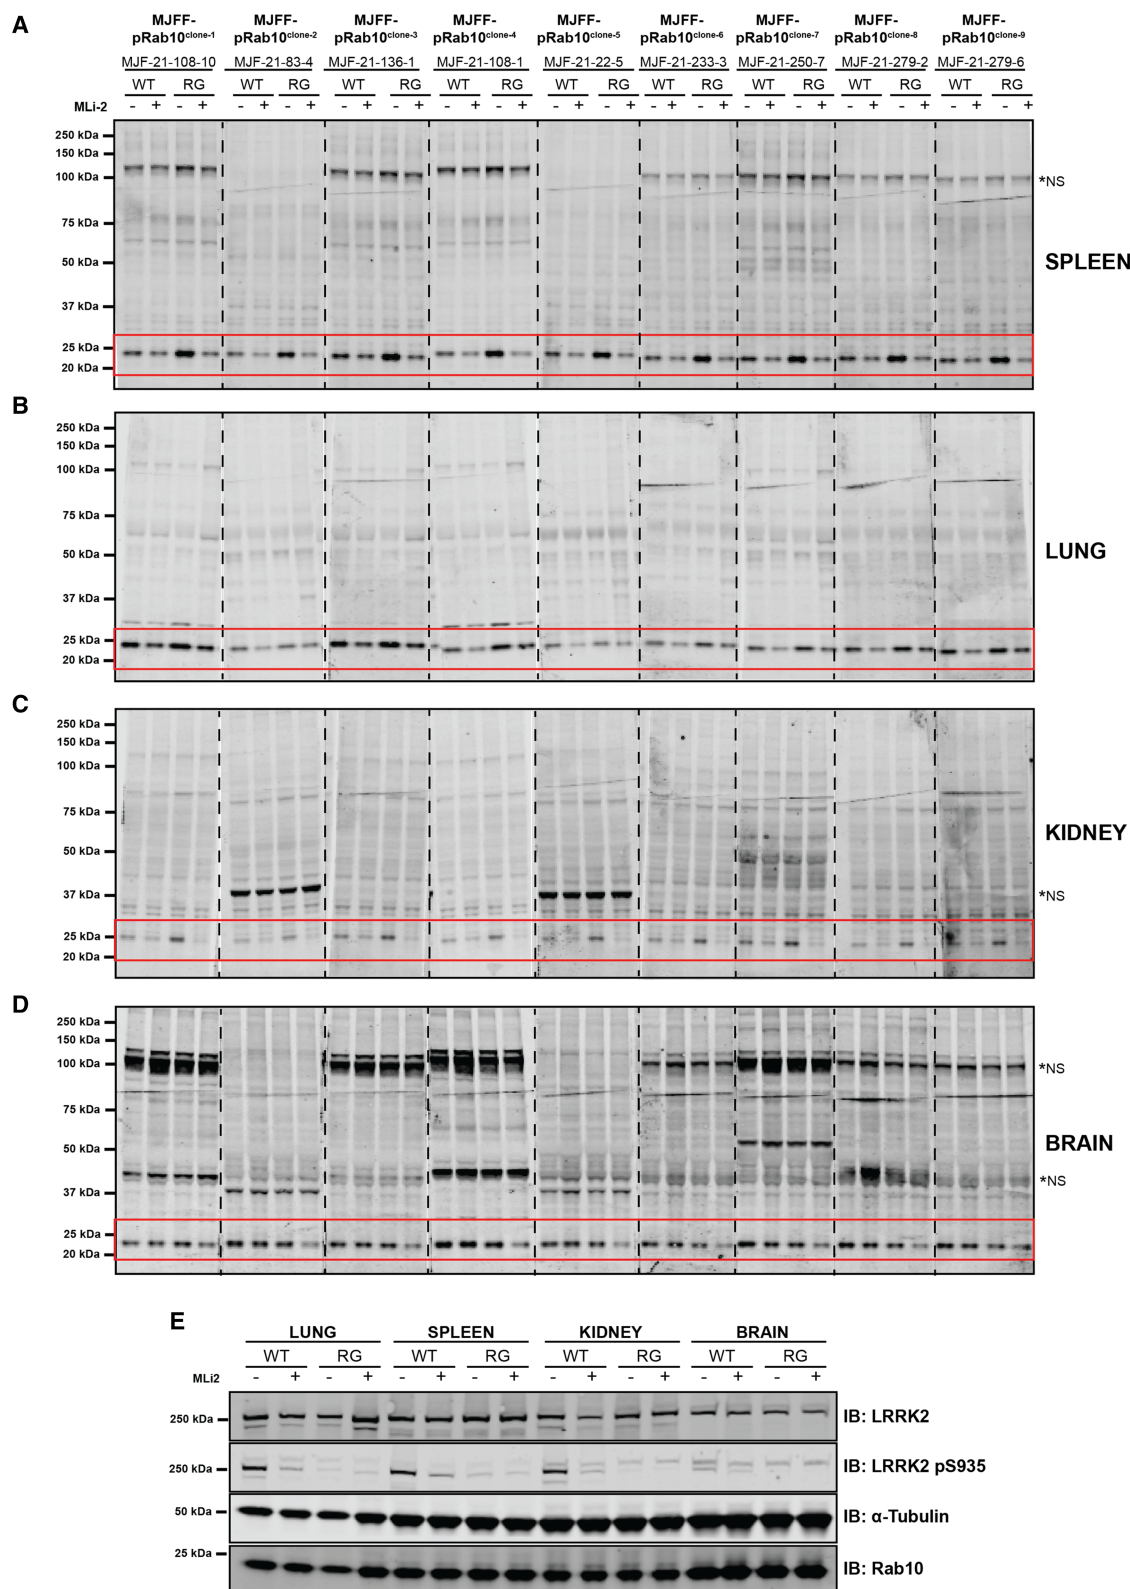 A
MJFF- MJFF- MJFF- MJFF- MJFF- MJFF- MJFF- MJFF- MJFF-
pRab10clone-1 pRab10clone-2 pRab10clone-3 pRab10clone-4 pRab10clone-5 pRab10clone-6 pRab10clone-7 pRab10clone-8 pRab10clone-9
MJF-21-108-10 MJF-21-83-4 MJF-21-136-1 MJF-21-108-1 MJF-21-22-5 MJF-21-233-3 MJF-21-250-7 MJF-21-279-2 MJF-21-279-6
WT RG WT RG WT RG WT RG WT RG WT RG WT RG WT RG WT RG
MLi-2 - + - + - + - + - + - + - + - + - + - + - + - + - + - + - + - + - + - +
250 kDa
150 kDa
100 kDa *NS
75 kDa
50 kDa SPLEEN
37 kDa
25 kDa
20 kDa
B
250 kDa
150 kDa
100 kDa
75 kDa
50 kDa LUNG
37 kDa
25 kDa
20 kDa
C
250 kDa
150 kDa
100 kDa
75 kDa
KIDNEY
50 kDa
37 kDa *NS
25 kDa
20 kDa
D
250 kDa
150 kDa
100 kDa *NS
75 kDa
50 kDa BRAIN
*NS
37 kDa
25 kDa
20 kDa
E
LUNG SPLEEN KIDNEY BRAIN
WT RG WT RG WT RG WT RG
MLi2 - + - + - + - + - + - + - + - +
250 kDa IB: LRRK2
250 kDa IB: LRRK2 pS935
50 kDa IB: α-Tubulin
25 kDa IB: Rab10